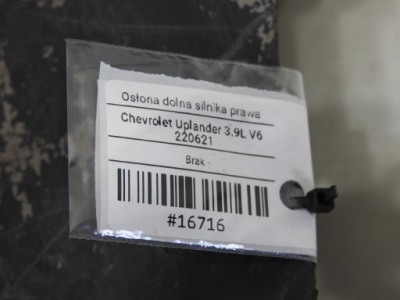 Osłona dolna silnika prawa
Chevrolet Uplander 3.9L V6
220621
Brak -
#16716